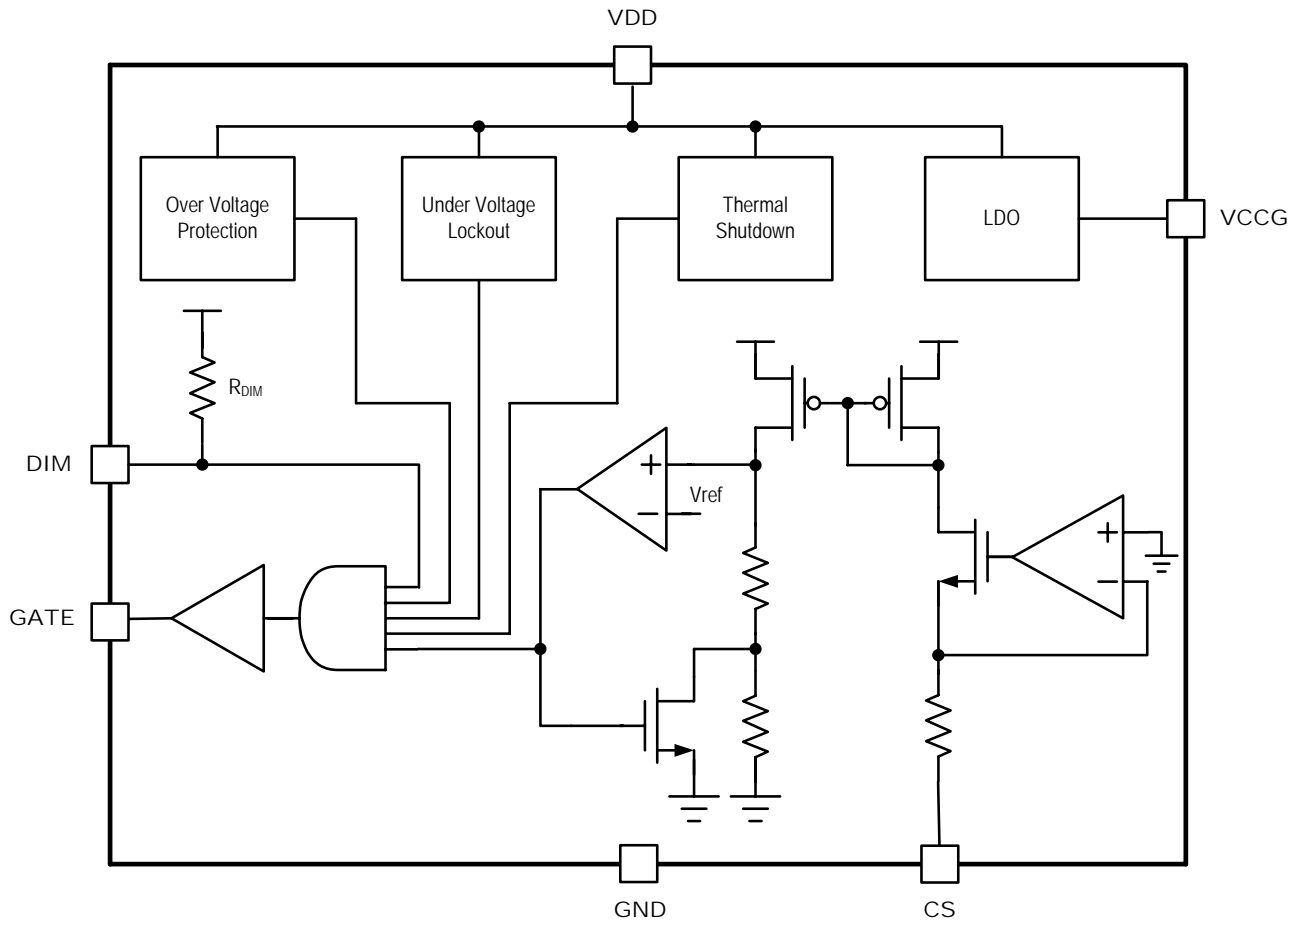 VDD
Over Voltage
Protection
Under Voltage
Lockout
Thermal
Shutdown
LDO
VCCG
RDIM
DIM
+
Vref
−
+
−
GATE
GND
CS